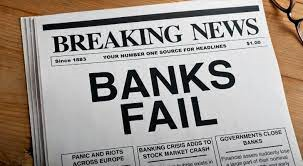 BREAKING NEWS
Since 1883 YOUR NUMBER ONE SOURCE FOR HEADLINES $1.00
BANKS
FAIL
PANIC AND RIOTS
ACROSS EUROPE
BANKING CRISIS ADDS TO
STOCK MARKET CRASH
GOVERNMENTS CLOSE
BANKS